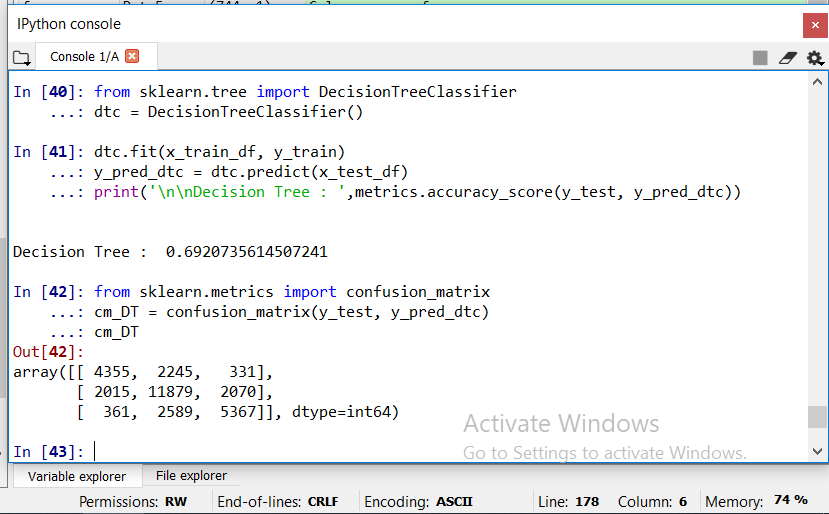 IPython console
Console 1/A
In [40]: from sklearn.tree import DecisionTreeClassifier
    ...: dtc = DecisionTreeClassifier()
In [41]: dtc.fit(x_train_df, y_train)
    ...: y_pred_dtc = dtc.predict(x_test_df)
    ...: print('\n\nDecision Tree : ',metrics.accuracy_score(y_test, y_pred_dtc))
Decision Tree :  0.6920735614507241
In [42]: from sklearn.metrics import confusion_matrix
    ...: cm_DT = confusion_matrix(y_test, y_pred_dtc)
    ...: cm_DT
Out[42]:
array([[ 4355,  2245,   331],
       [ 2015, 11879,  2070],
       [  361,  2589,  5367]], dtype=int64)
Activate Windows
Go to Settings to activate Windows.
In [43]:
Variable explorer File explorer
Permissions: RW End-of-lines: CRLF Encoding: ASCII Line: 178 Column: 6 Memory: 74 %